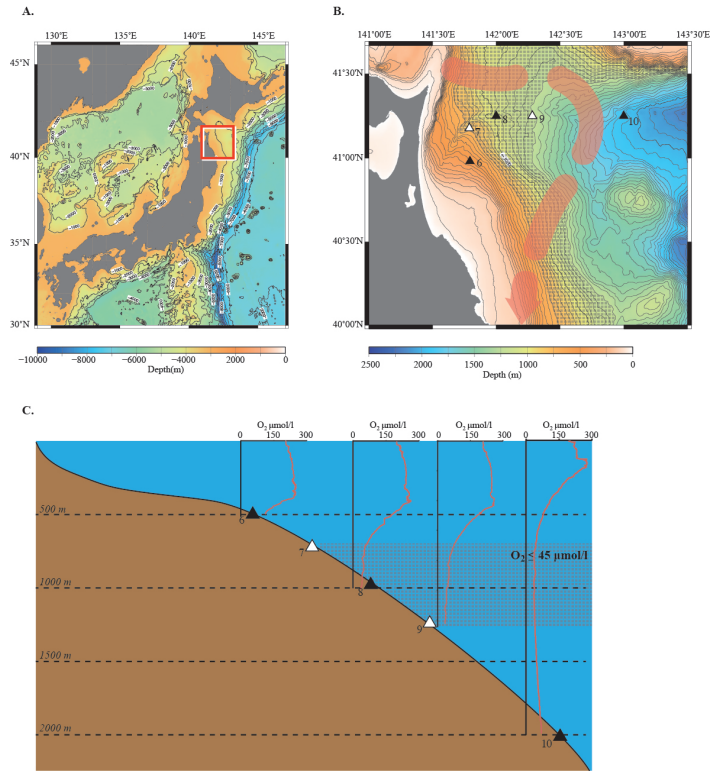 A.
B.
130°E 135°E 140°E 145°E
141°00'E 141°30'E 142°00'E 142°30'E 143°00'E 143°30'E
45°N
40°N
35°N
30°N
41°30'N
41°00'N
40°30'N
40°00'N
8 9 10
7
6
−10000 −8000 −6000 −4000 −2000 0
Depth(m)
2500 2000 1500 1000 500 0
Depth (m)
C.
O2 µmol/l O2 µmol/l O2 µmol/l O2 µmol/l
0 150 300 0 150 300 0 150 300 0 150 300
500 m
6
7
O2 ≤ 45 µmol/l
1000 m
8
9
1500 m
2000 m
10